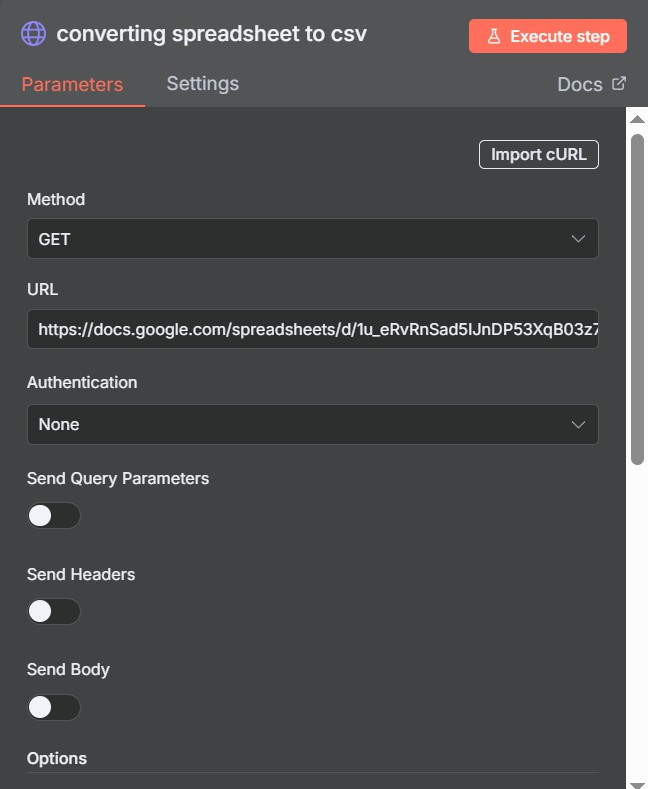 converting spreadsheet to csv
Execute step
Parameters
Settings
Docs
Import cURL
Method
GET
URL
https://docs.google.com/spreadsheets/d/1u_eRvRnSad5IJnDP53XqB03z7
Authentication
None
Send Query Parameters
Send Headers
Send Body
Options